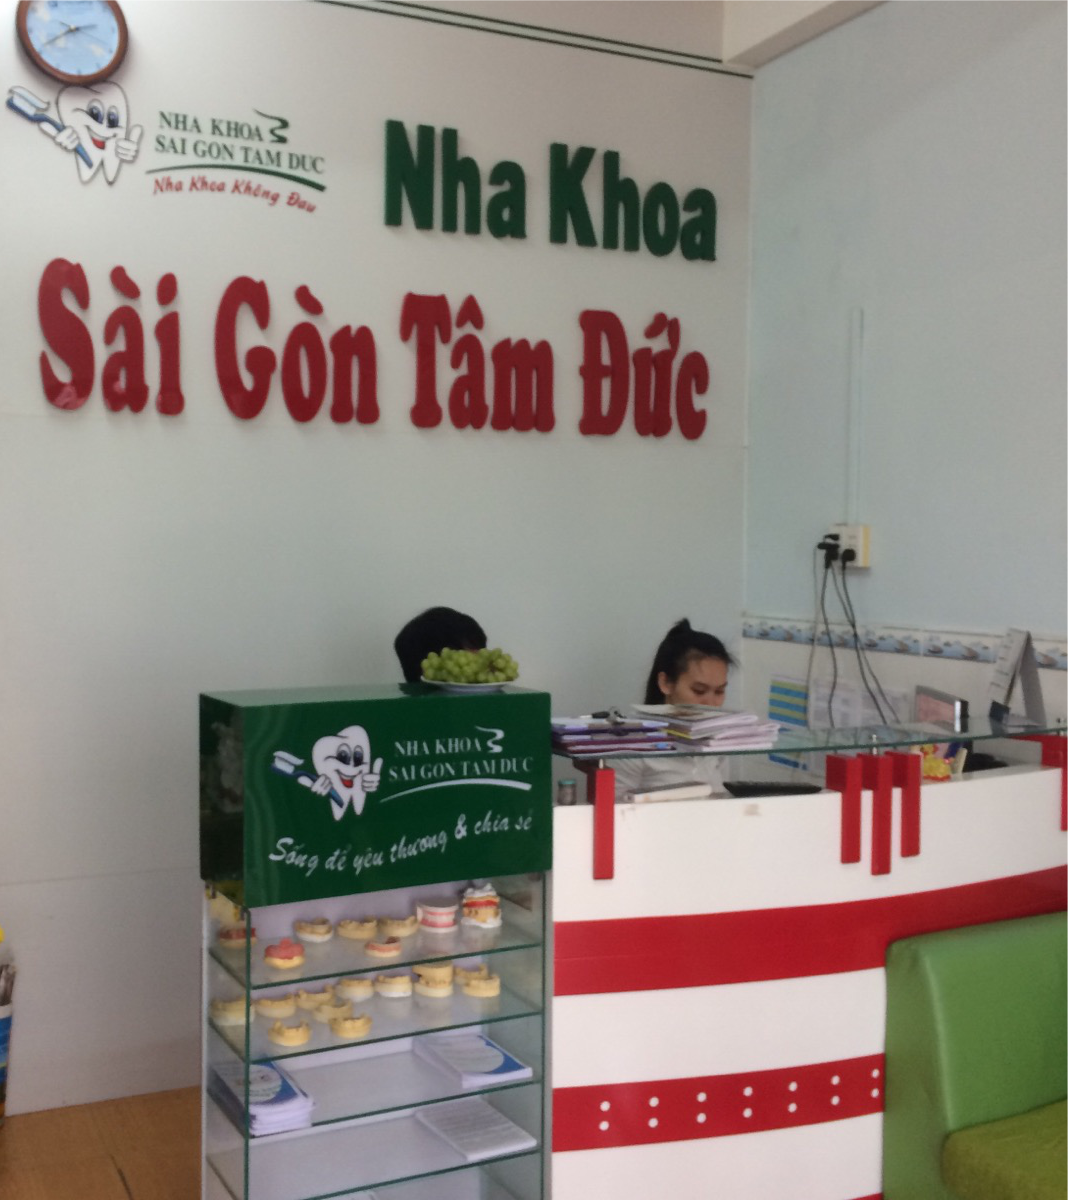 NHA KHOA
SAI GON TAM DUC
Nha Khoa Không Đau
Nha Khoa
Sài Gòn Tâm Đức
NHA KHOA
SAI GON TAM DUC
Sống để yêu thương & chia sẻ